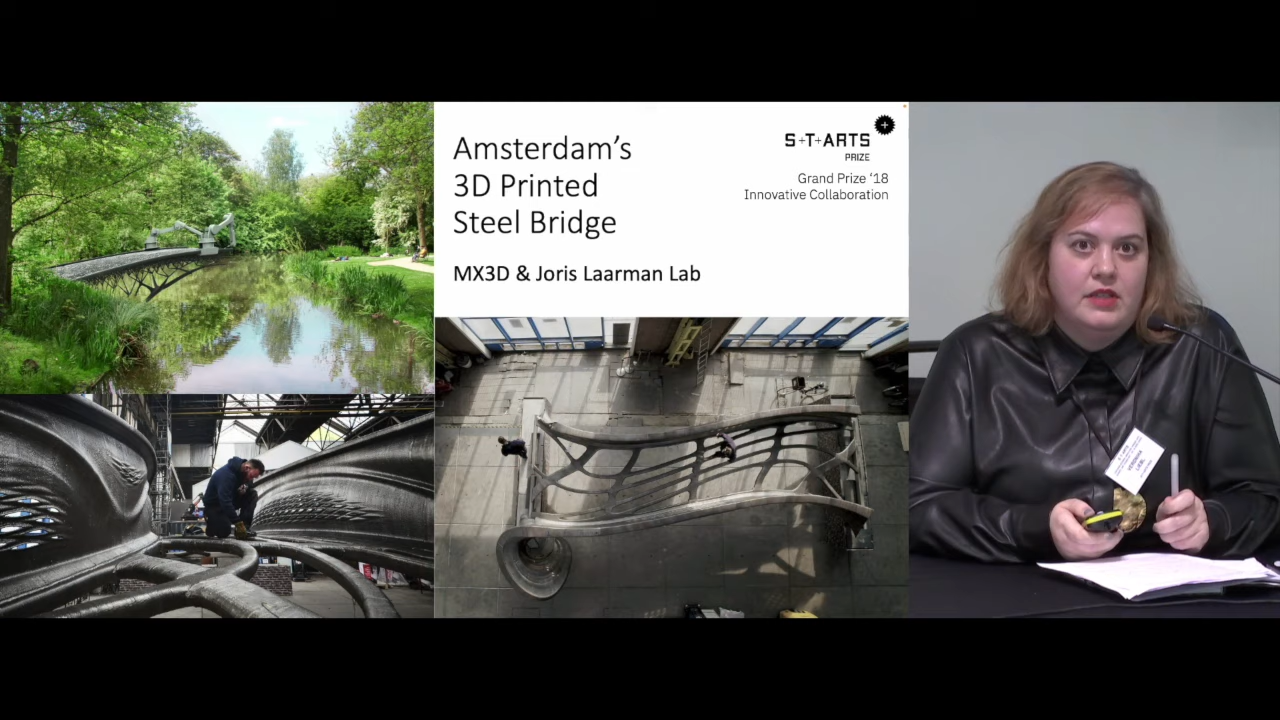 Amsterdam's
3D Printed
Steel Bridge
MX3D & Joris Laarman Lab
S+T+ARTS
PRIZE
Grand Prize ‘18
Innovative Collaboration